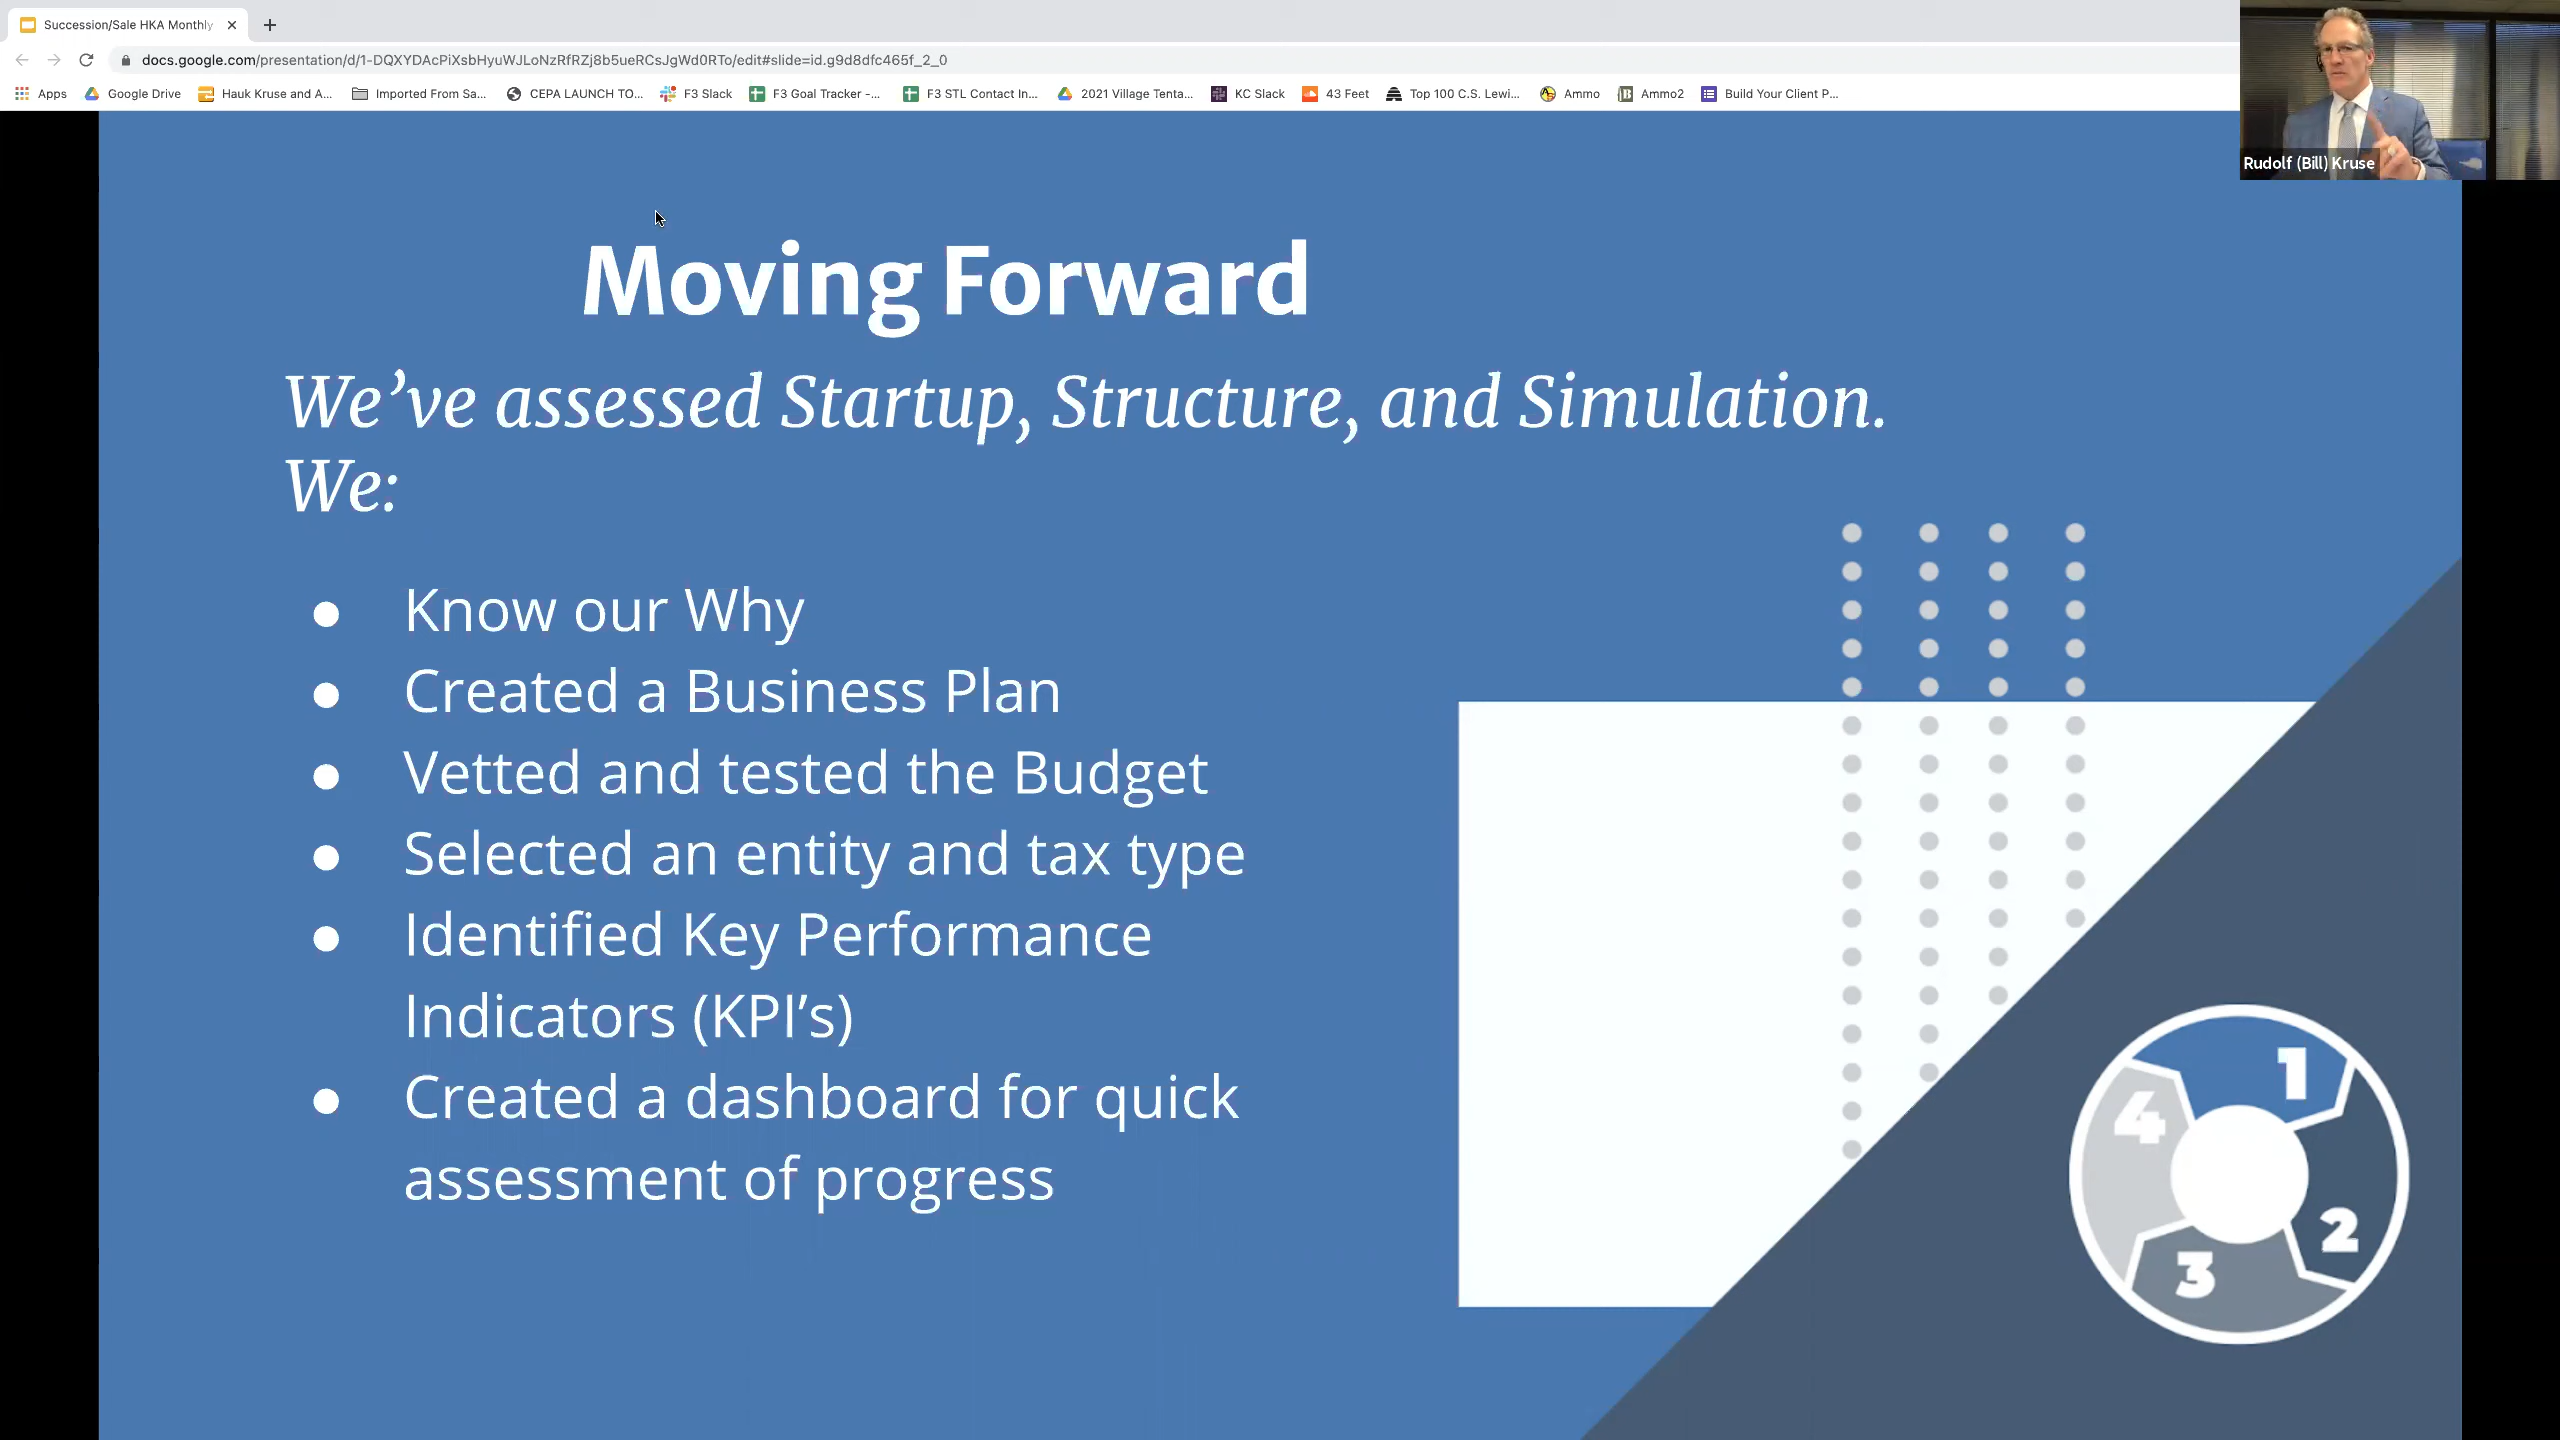 Succession/Sale HKA Monthly
docs.google.com/presentation/d/1-DQXYDAcPiXsbHyuWJLoNzRfRZj8b5ueRCsJgWd0RTo/edit#slide=id.g9d8dfc465f_2_0
Apps Google Drive Hauk Kruse and A... Imported From Sa... CEPA LAUNCH TO... F3 Slack F3 Goal Tracker -... F3 STL Contact In... 2021 Village Tenta... KC Slack 43 Feet Top 100 C.S. Lewi... Ammo Ammo2 Build Your Client P...
Rudolf (Bill) Kruse
Moving Forward
We’ve assessed Startup, Structure, and Simulation.
We:
● Know our Why
● Created a Business Plan
● Vetted and tested the Budget
● Selected an entity and tax type
● Identified Key Performance
Indicators (KPI’s)
● Created a dashboard for quick
assessment of progress
1
4
2
3